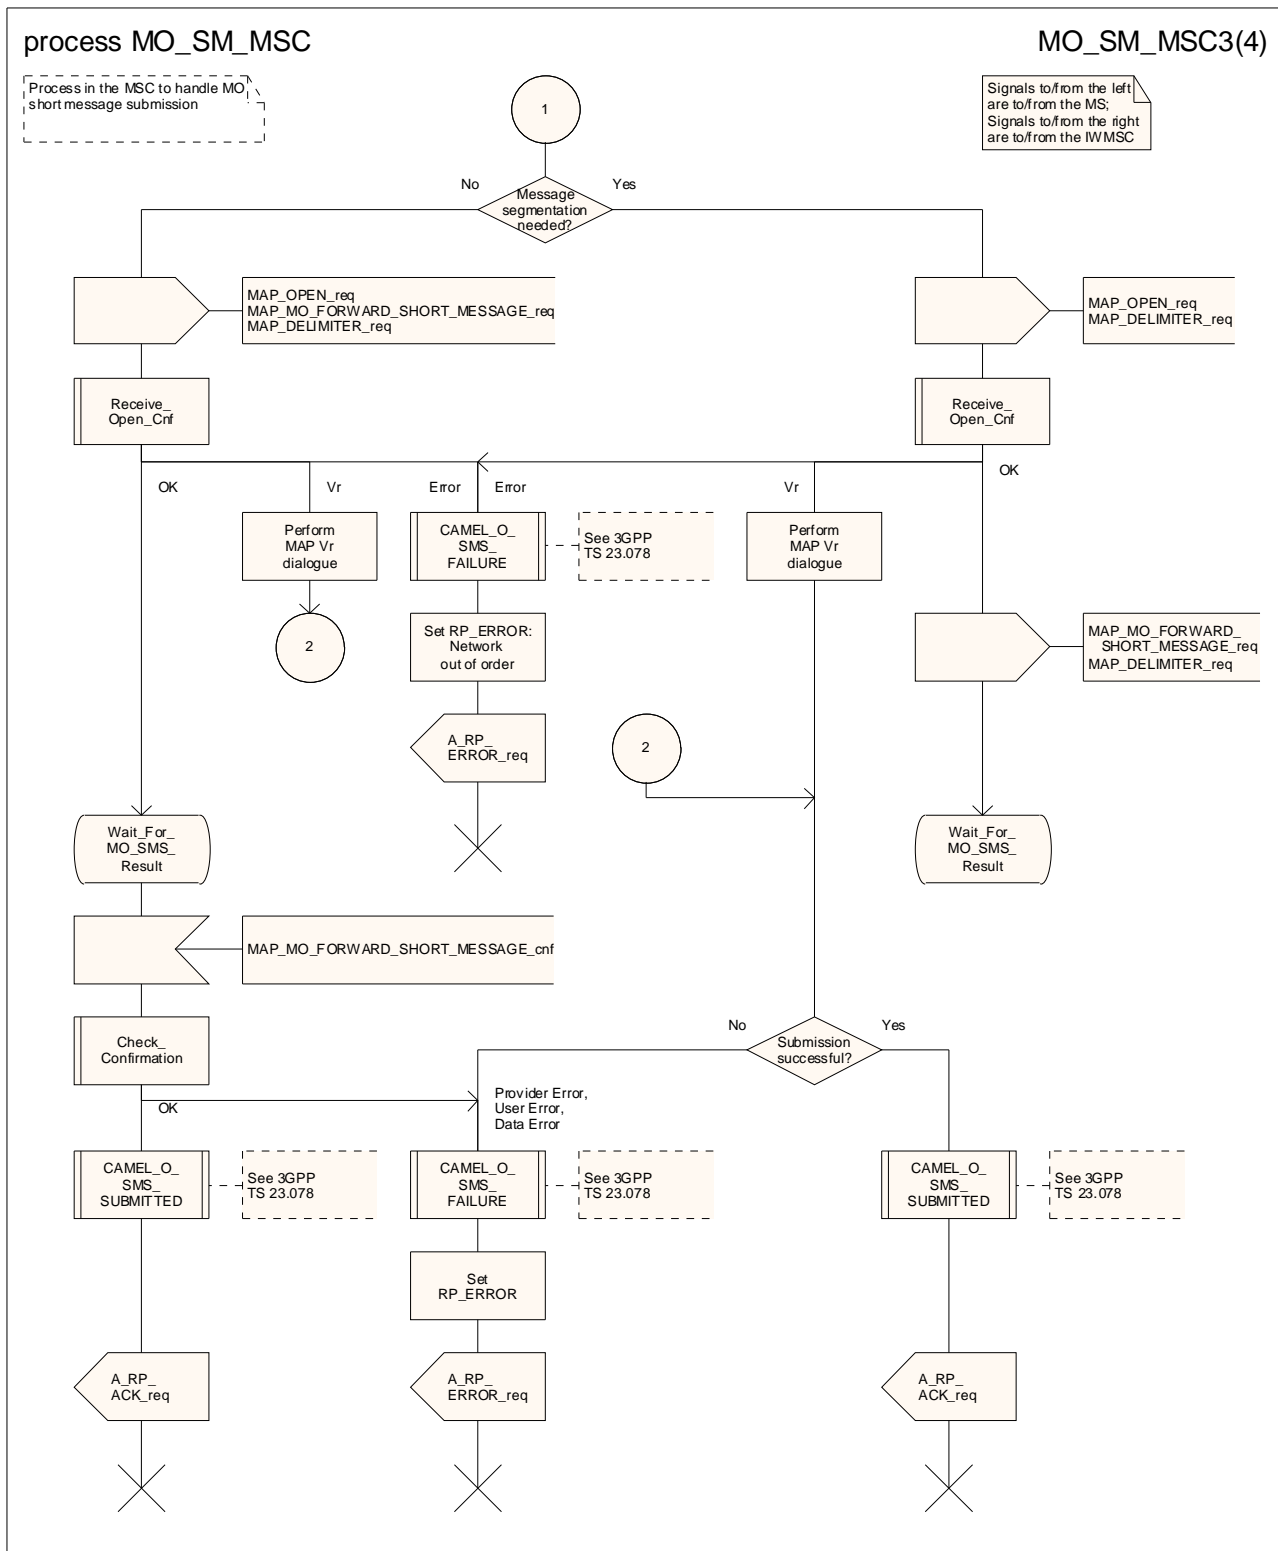 process MO_SM_MSC
MO_SM_MSC3(4)
Process in the MSC to handle MO
short message submission
1
Signals to/from the left
are to/from the MS;
Signals to/from the right
are to/from the IWMSC
No
Yes
Message
segmentation
needed?
MAP_OPEN_req
MAP_MO_FORWARD_SHORT_MESSAGE_req
MAP_DELIMITER_req
MAP_OPEN_req
MAP_DELIMITER_req
Receive_
Open_Cnf
Receive_
Open_Cnf
OK
Vr
Error
Error
Vr
OK
Perform
MAP Vr
dialogue
CAMEL_O_
SMS_
FAILURE
See 3GPP
TS 23.078
Perform
MAP Vr
dialogue
2
Set RP_ERROR:
Network
out of order
MAP_MO_FORWARD_
SHORT_MESSAGE_req
MAP_DELIMITER_req
A_RP_
ERROR_req
2
Wait_For_
MO_SMS_
Result
Wait_For_
MO_SMS_
Result
MAP_MO_FORWARD_SHORT_MESSAGE_cnf
Check_
Confirmation
No
Yes
Submission
successful?
OK
Provider Error,
User Error,
Data Error
CAMEL_O_
SMS_
SUBMITTED
See 3GPP
TS 23.078
CAMEL_O_
SMS_
FAILURE
See 3GPP
TS 23.078
CAMEL_O_
SMS_
SUBMITTED
See 3GPP
TS 23.078
Set
RP_ERROR
A_RP_
ACK_req
A_RP_
ERROR_req
A_RP_
ACK_req